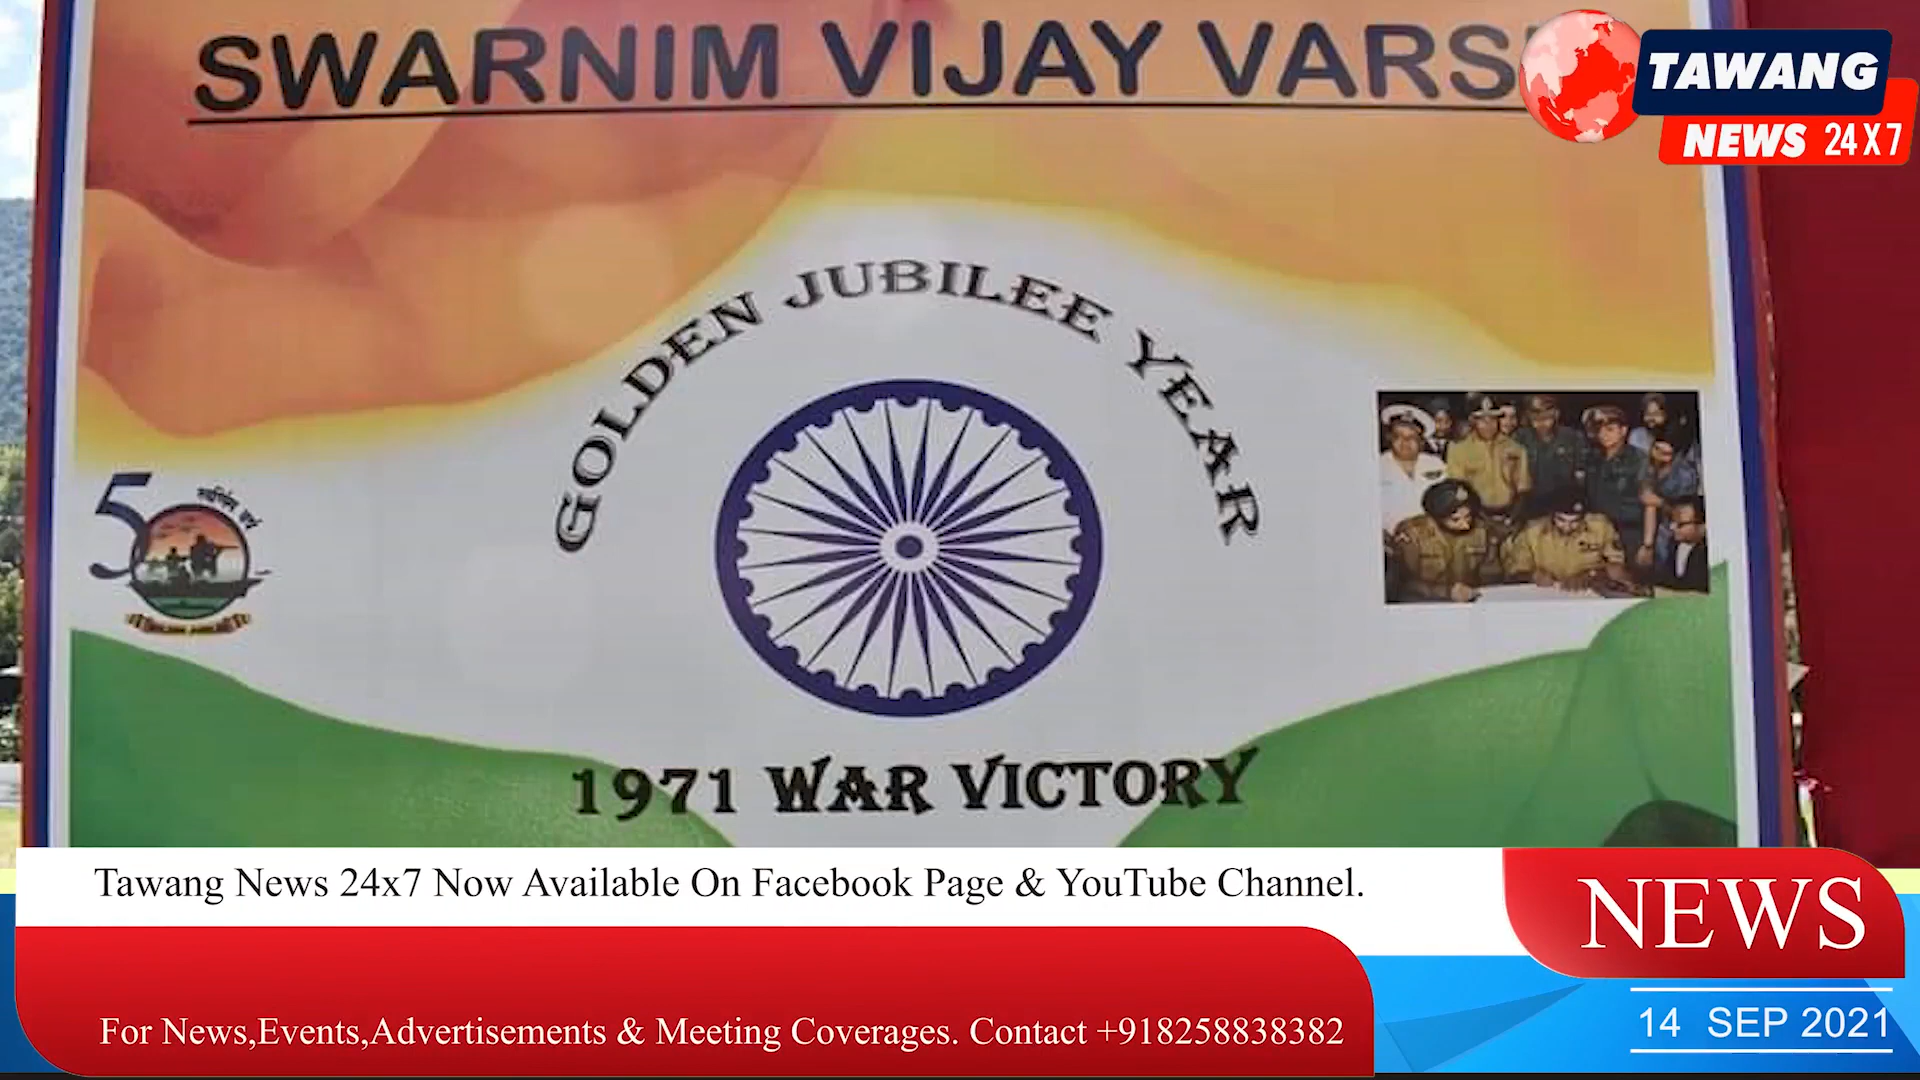 SWARNIM VIJAY VARS
TAWANG
NEWS 24X7
GOLDEN JUBILEE YEAR
50
1971 WAR VICTORY
Tawang News 24x7 Now Available On Facebook Page & YouTube Channel.
NEWS
For News,Events,Advertisements & Meeting Coverages. Contact +918258838382
14 SEP 2021